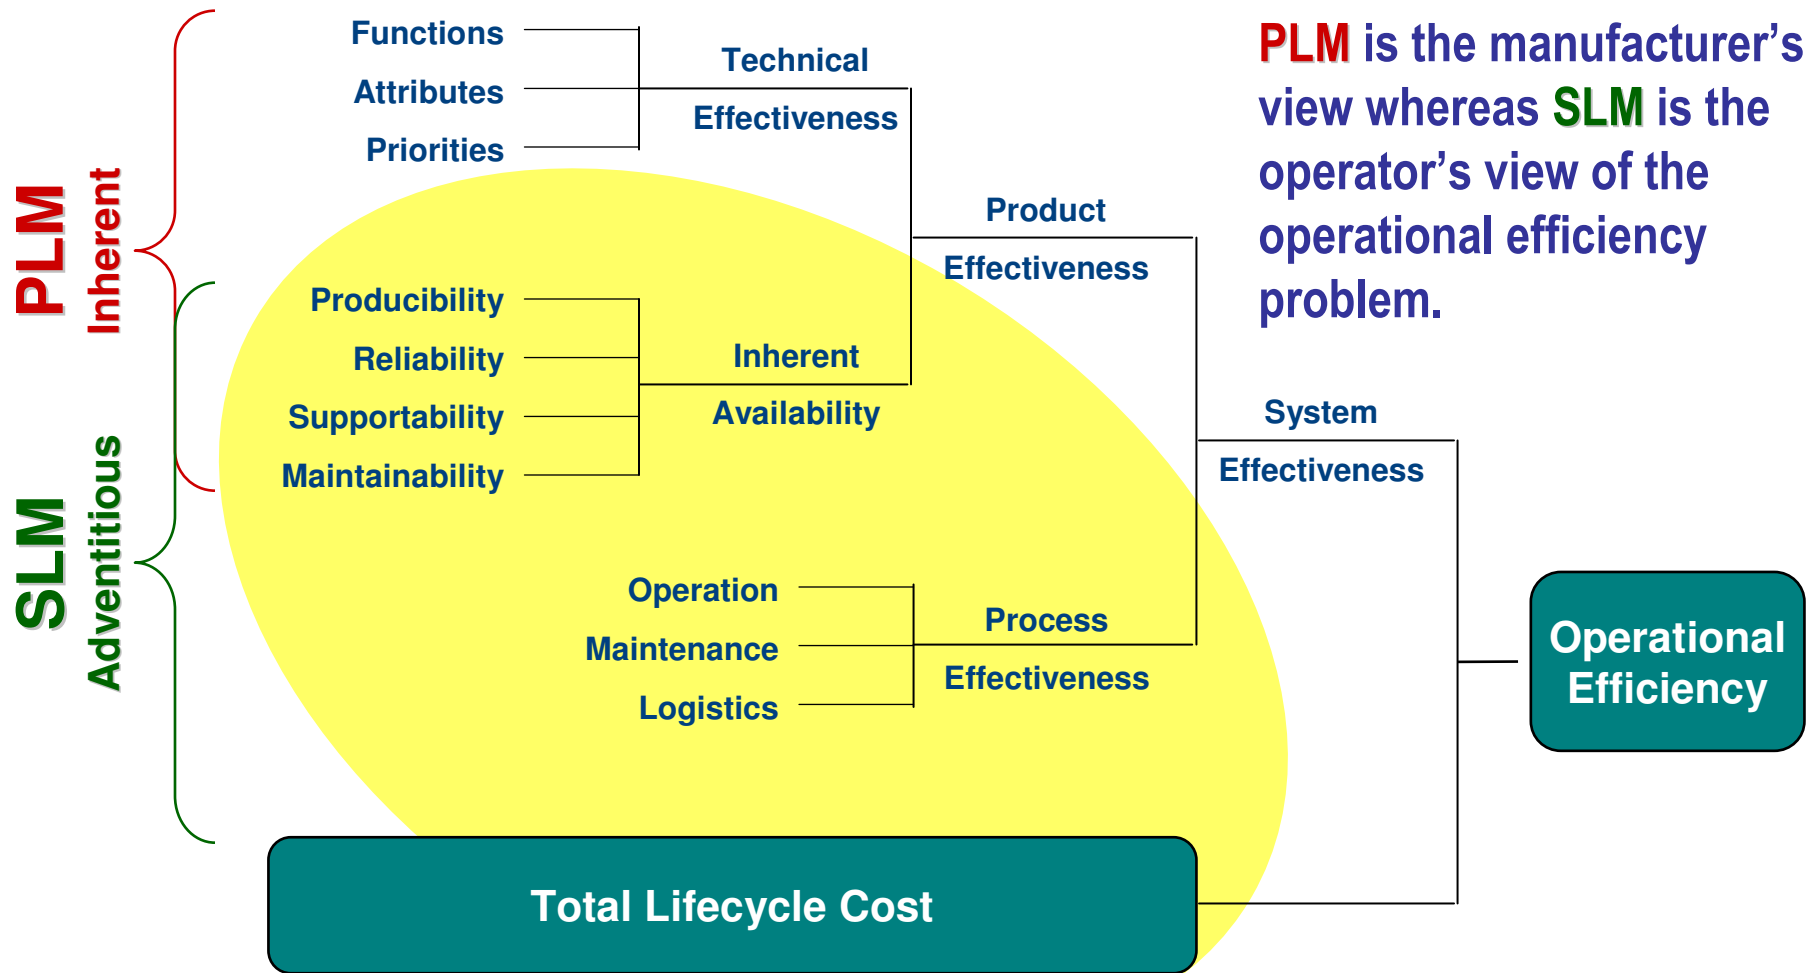 PLM
Inherent
SLM
Adventitious
Functions
Attributes
Priorities
Technical
Effectiveness
Producibility
Reliability
Supportability
Maintainability
Inherent
Availability
Product
Effectiveness
Operation
Maintenance
Logistics
Process
Effectiveness
System
Effectiveness
Total Lifecycle Cost
Operational
Efficiency
PLM is the manufacturer’s
view whereas SLM is the
operator’s view of the
operational efficiency
problem.